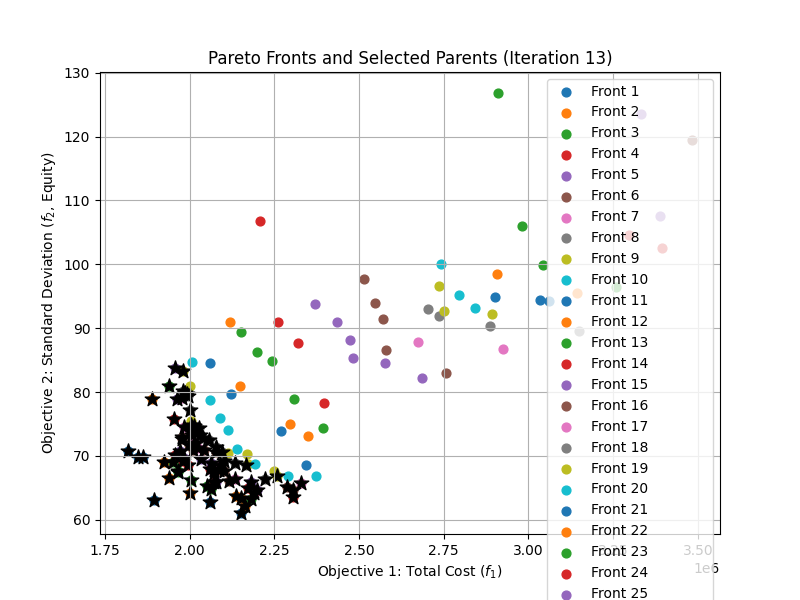 Pareto Fronts and Selected Parents (Iteration 13)
130
120
110
100
90
80
70
60
Objective 2: Standard Deviation (f2, Equity)
1.75
2.00
2.25
2.50
2.75
3.00
3.25
3.50
1e6
Objective 1: Total Cost (f1)
Front 1
Front 2
Front 3
Front 4
Front 5
Front 6
Front 7
Front 8
Front 9
Front 10
Front 11
Front 12
Front 13
Front 14
Front 15
Front 16
Front 17
Front 18
Front 19
Front 20
Front 21
Front 22
Front 23
Front 24
Front 25